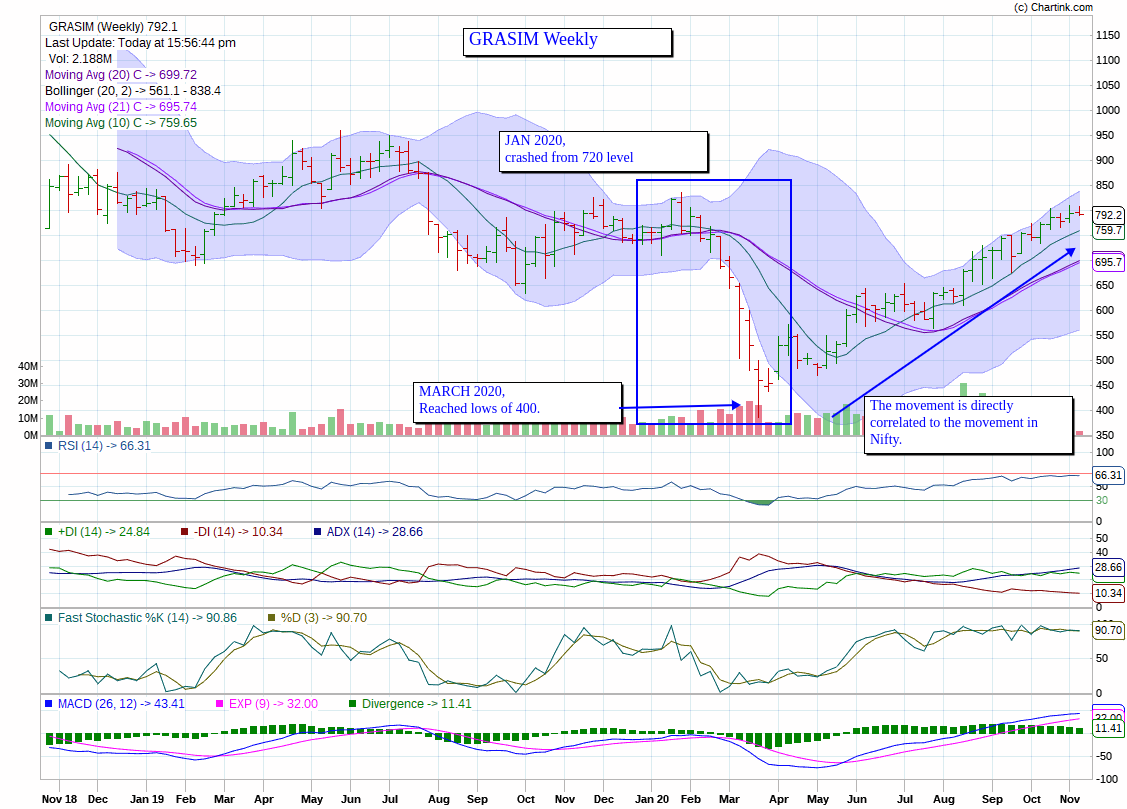 (c) Chartink.com
GRASIM (Weekly) 792.1
Last Update: Today at 15:56:44 pm
Vol: 2.188M
Moving Avg (20) C -> 699.72
Bollinger (20, 2) -> 561.1 - 838.4
Moving Avg (21) C -> 695.74
Moving Avg (10) C -> 759.65
GRASIM Weekly
JAN 2020,
crashed from 720 level
MARCH 2020,
Reached lows of 400.
The movement is directly
correlated to the movement in
Nifty.
1150
1100
1050
1000
950
900
850
792.2
759.7
695.7
650
600
550
500
450
400
350
40M
30M
20M
10M
0M
RSI (14) -> 66.31
100
66.31
50
30
0
+DI (14) -> 24.84 -DI (14) -> 10.34 ADX (14) -> 28.66
50
40
28.66
10.34
0
Fast Stochastic %K (14) -> 90.86 %D (3) -> 90.70
90.70
50
0
MACD (26, 12) -> 43.41 EXP (9) -> 32.00 Divergence -> 11.41
11.41
-50
-100
Nov 18 Dec Jan 19 Feb Mar Apr May Jun Jul Aug Sep Oct Nov Dec Jan 20 Feb Mar Apr May Jun Jul Aug Sep Oct Nov